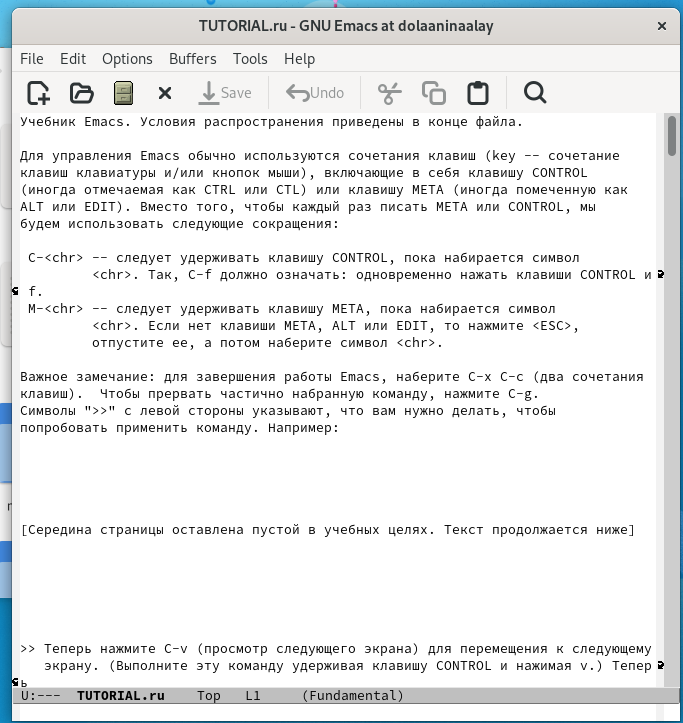 TUTORIAL.ru - GNU Emacs at dolaaninaalay
File Edit Options Buffers Tools Help
Save Undo
Учебник Emacs. Условия распространия приведены в конце файла.
Для управления Emacs обычно используются сочетания клавиш (key -- сочетание
клавиш клавиатуры и/или кнопок мыши), включающие в себя клавишу CONTROL
(иногда отмечаемая как CTRL или CTL) или клавишу META (иногда помеченную как
ALT или EDIT). Вместо того, чтобы каждый раз писать META или CONTROL, мы
будем использовать следующие сокращения:
C-<chr> -- следует удерживать клавишу CONTROL, пока набирается символ
<chr>. Так, C-f должно означать: одновременно нажать клавиши CONTROL и
f.
M-<chr> -- следует удерживать клавишу META, пока набирается символ
<chr>. Если нет клавиши META, ALT или EDIT, то нажмите <ESC>,
отпустите ее, а потом наберите символ <chr>.
Важное замечание: для завершения работы Emacs, наберите C-x C-c (два сочетания
клавиш). Чтобы прервать частично набранную команду, нажмите C-g.
Символы ">>" с левой стороны указывают, что вам нужно делать, чтобы
попробовать применить команду. Например:
[Середина страницы оставлена пустой в учебных целях. Текст продолжается ниже]
>> Теперь нажмите C-v (просмотр следующего экрана) для перемещения к следующему
экрану. (Выполните эту команду удерживая клавишу CONTROL и нажимая v.) Тепер
ь
U:--- TUTORIAL.ru Top L1 (Fundamental)